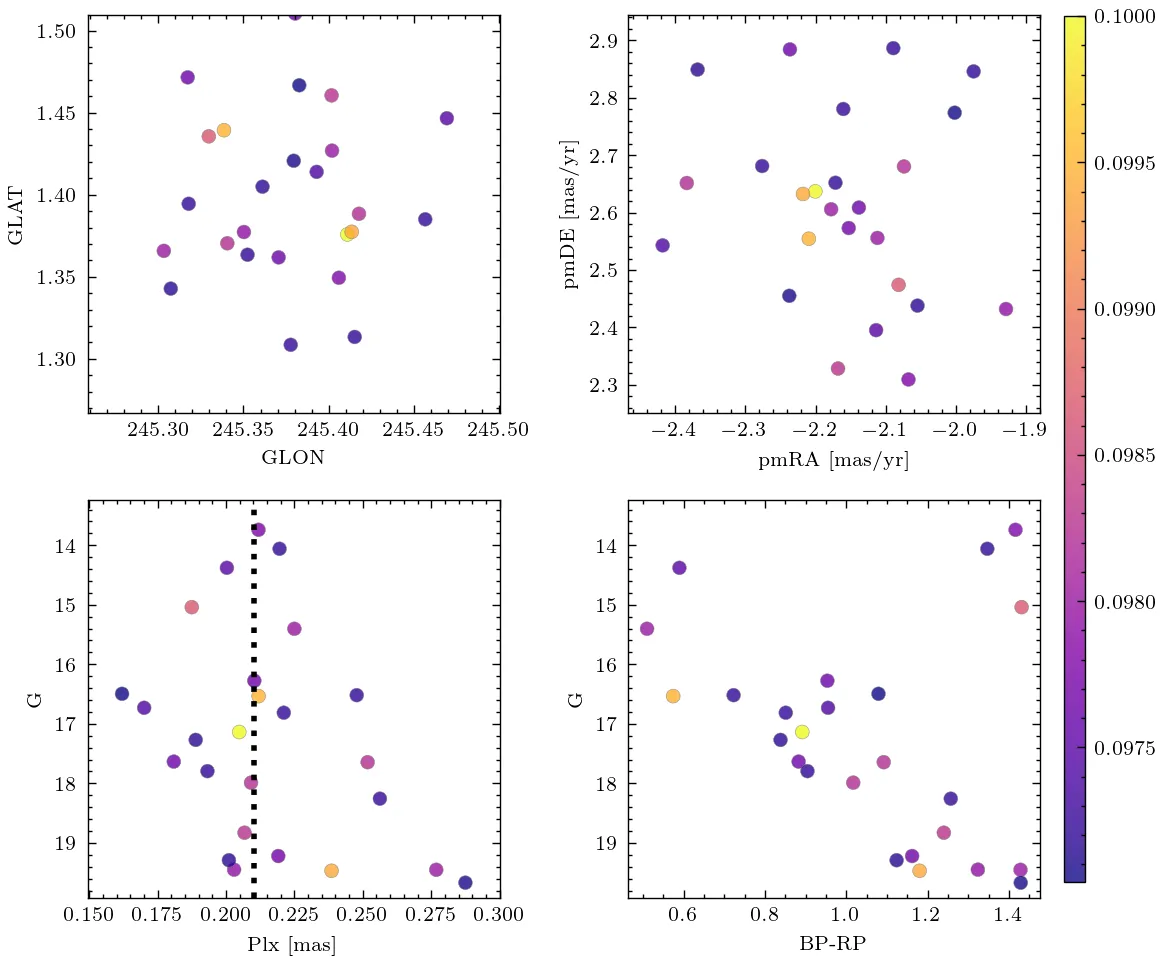 1.50
1.45
1.40
1.35
1.30
GLAT
245.30 245.35 245.40 245.45 245.50
GLON
2.9
2.8
2.7
2.6
2.5
2.4
2.3
pmDE [mas/yr]
−2.4 −2.3 −2.2 −2.1 −2.0 −1.9
pmRA [mas/yr]
0.1000
0.0995
0.0990
0.0985
0.0980
0.0975
14
15
16
17
18
19
G
0.150 0.175 0.200 0.225 0.250 0.275 0.300
Plx [mas]
14
15
16
17
18
19
G
0.6 0.8 1.0 1.2 1.4
BP-RP